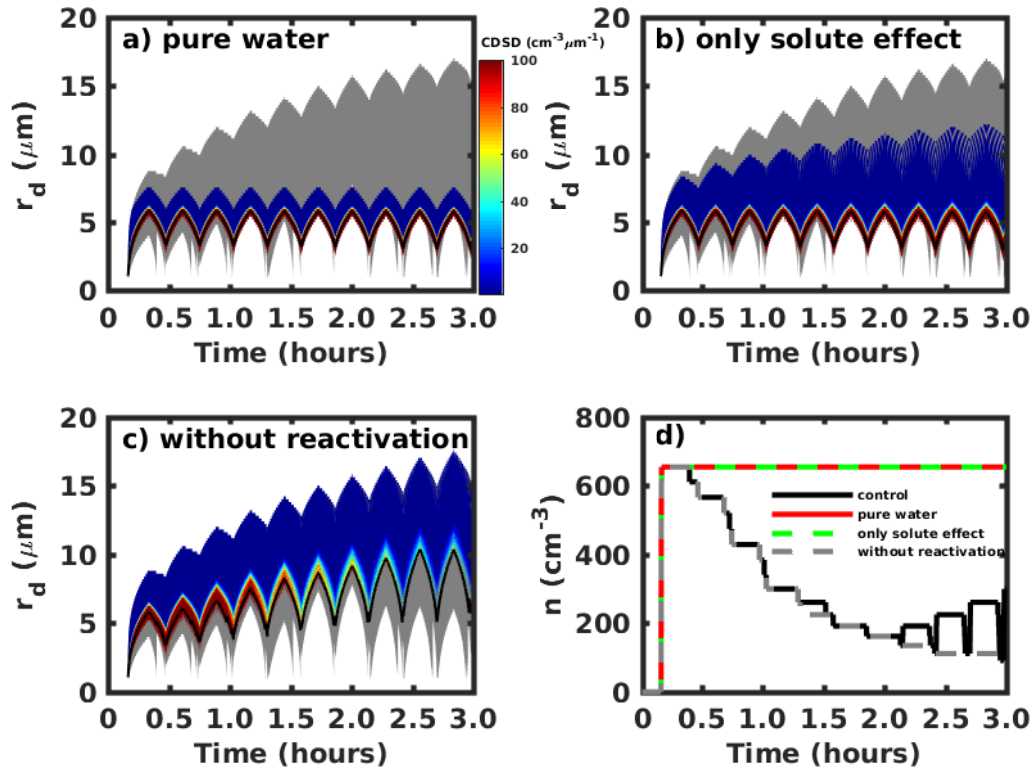 a) pure water
CDSD (cm⁻³μm⁻¹)
100
80
60
40
20
20
15
10
5
0
r_d (μm)
0 0.5 1.0 1.5 2.0 2.5 3.0
Time (hours)
b) only solute effect
20
15
10
5
0
r_d (μm)
0 0.5 1.0 1.5 2.0 2.5 3.0
Time (hours)
c) without reactivation
20
15
10
5
0
r_d (μm)
0 0.5 1.0 1.5 2.0 2.5 3.0
Time (hours)
d)
800
600
400
200
0
n (cm⁻³)
control
pure water
only solute effect
without reactivation
0 0.5 1.0 1.5 2.0 2.5 3.0
Time (hours)